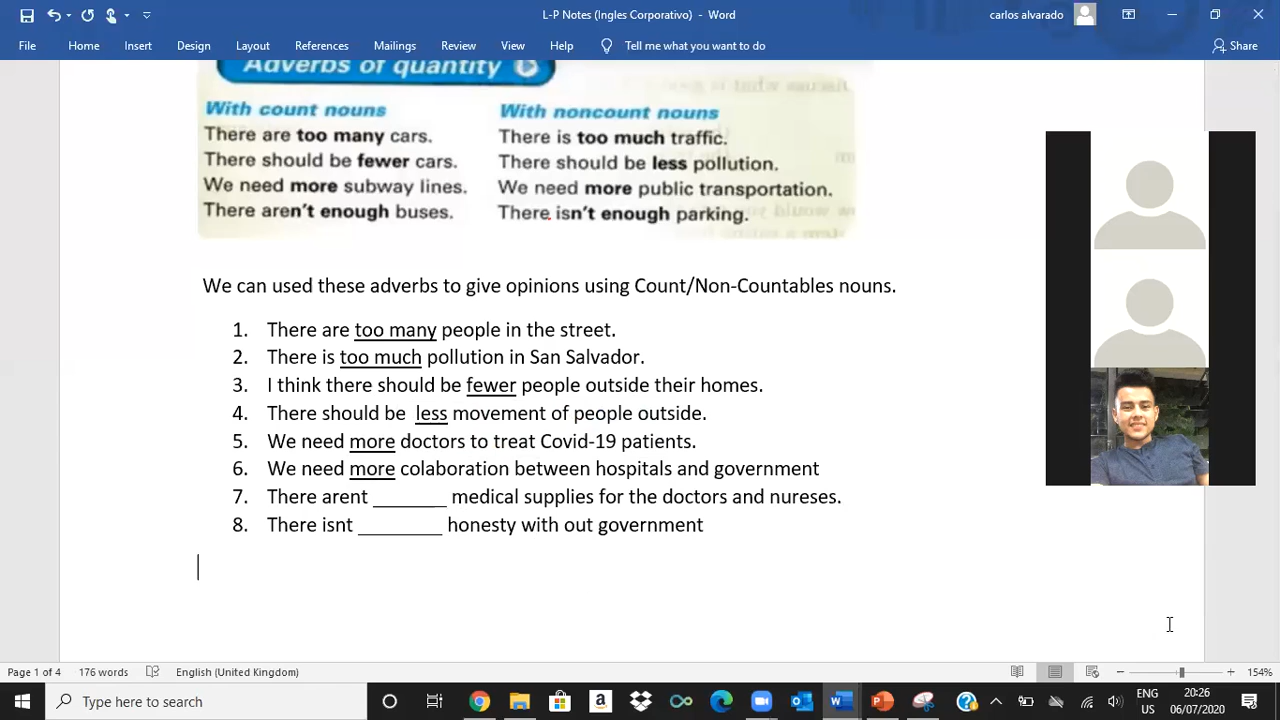 L-P Notes (Ingles Corporativo) - Word
carlos alvarado
File Home Insert Design Layout References Mailings Review View Help Tell me what you want to do Share
Adverbs of quantity
With count nouns
There are too many cars.
There should be fewer cars.
We need more subway lines.
There aren't enough buses.
With noncount nouns
There is too much traffic.
There should be less pollution.
We need more public transportation.
There isn't enough parking.
We can used these adverbs to give opinions using Count/Non-Countables nouns.
1. There are too many people in the street.
2. There is too much pollution in San Salvador.
3. I think there should be fewer people outside their homes.
4. There should be less movement of people outside.
5. We need more doctors to treat Covid-19 patients.
6. We need more colaboration between hospitals and government
7. There arent _______ medical supplies for the doctors and nureses.
8. There isnt ________ honesty with out government
Page 1 of 4 176 words English (United Kingdom) 154%
Type here to search
ENG
US
20:26
06/07/2020